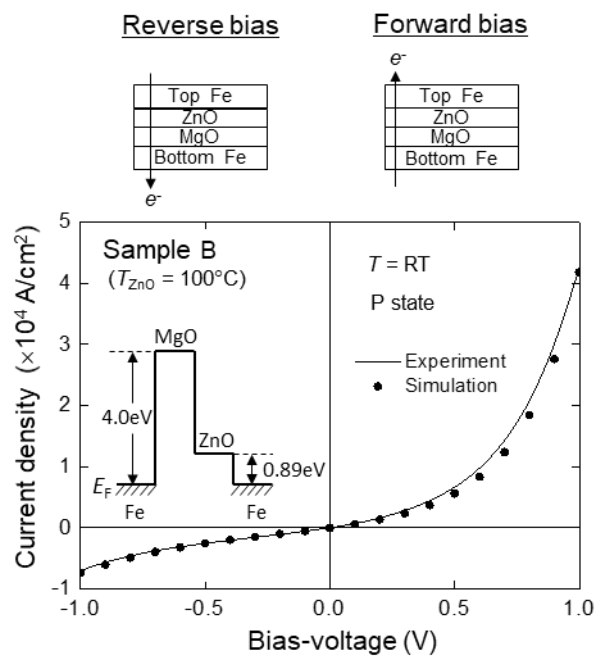 Reverse bias
Forward bias
e-
Top Fe
ZnO
MgO
Bottom Fe
e-
Top Fe
ZnO
MgO
Bottom Fe
Current density (×10⁴ A/cm²)
5
4
3
2
1
0
-1
Sample B
(T_ZnO = 100°C)
T = RT
P state
Experiment
Simulation
MgO
4.0eV
ZnO
0.89eV
E_F
Fe
Fe
-1.0
-0.5
0.0
0.5
1.0
Bias-voltage (V)